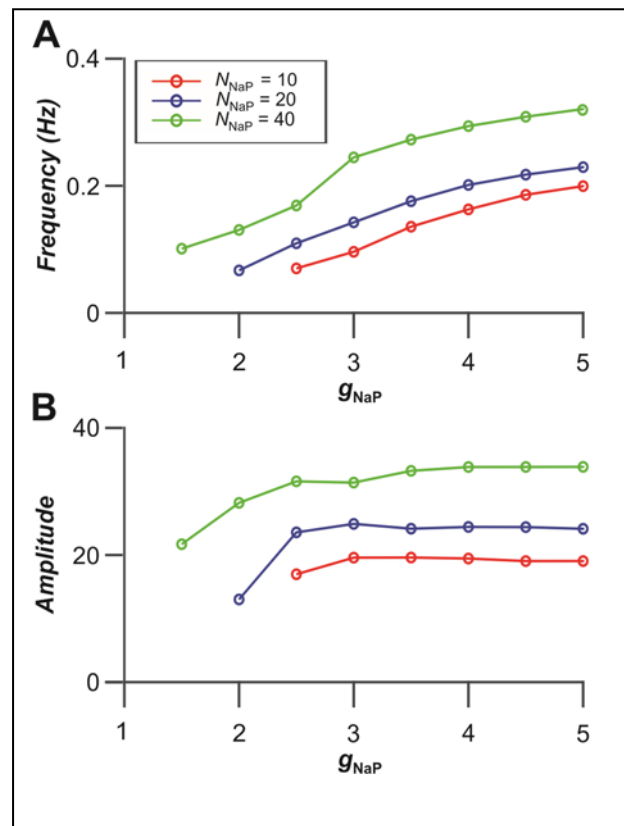 A
0.4
N_NaP = 10
N_NaP = 20
N_NaP = 40
Frequency (Hz)
0.2
0
1 2 3 4 5
g_NaP
B
40
Amplitude
20
0
1 2 3 4 5
g_NaP